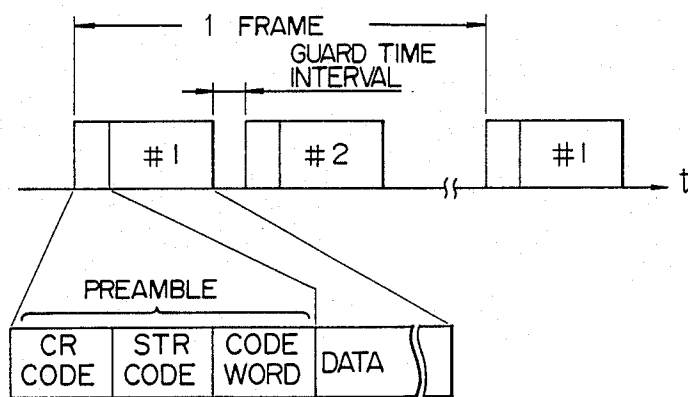 1 FRAME
GUARD TIME
INTERVAL
#1
#2
#1
t
PREAMBLE
CR
CODE
STR
CODE
CODE
WORD
DATA